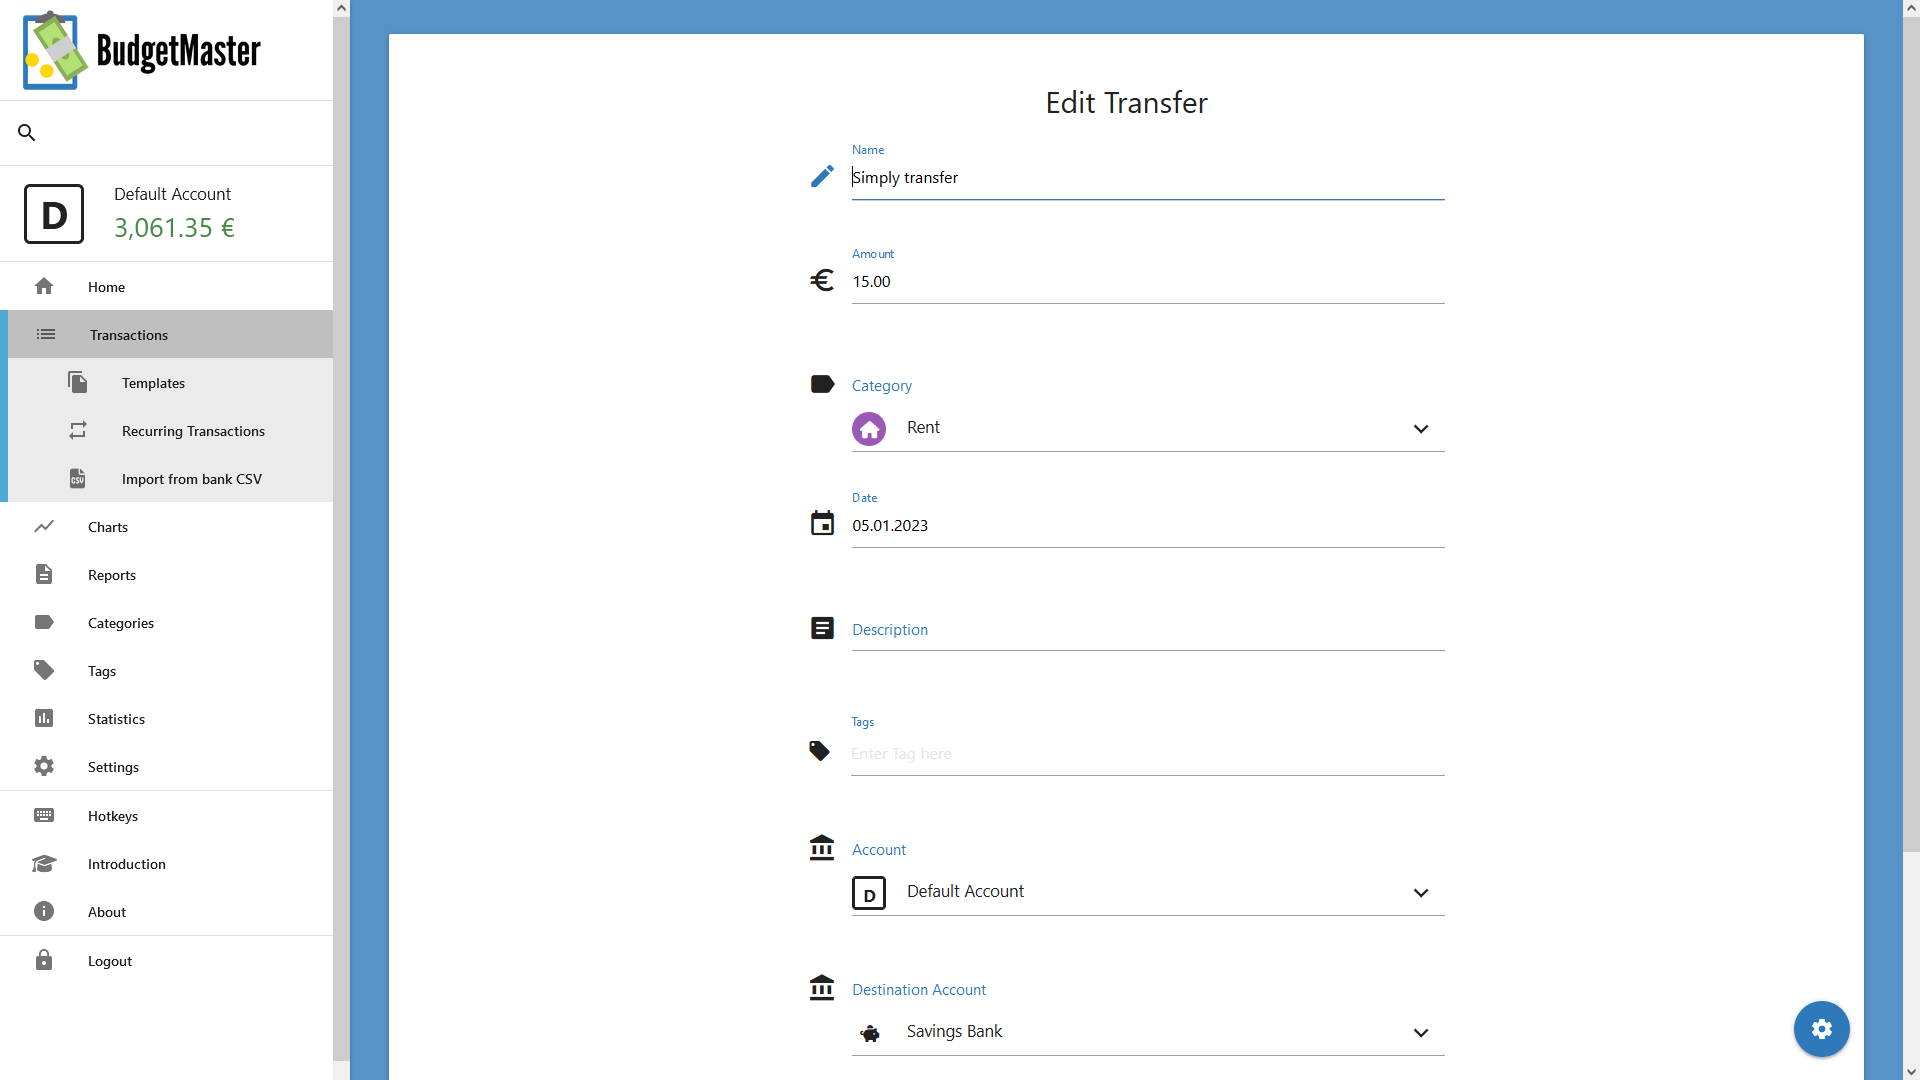 BudgetMaster
D
Default Account
3,061.35 €
Home
Transactions
Templates
Recurring Transactions
CSV
Import from bank CSV
Charts
Reports
Categories
Tags
Statistics
Settings
Hotkeys
Introduction
About
Logout
Edit Transfer
Name
Simply transfer
Amount
€
15.00
Category
Rent
Date
05.01.2023
Description
Tags
Enter Tag here
Account
D
Default Account
Destination Account
Savings Bank